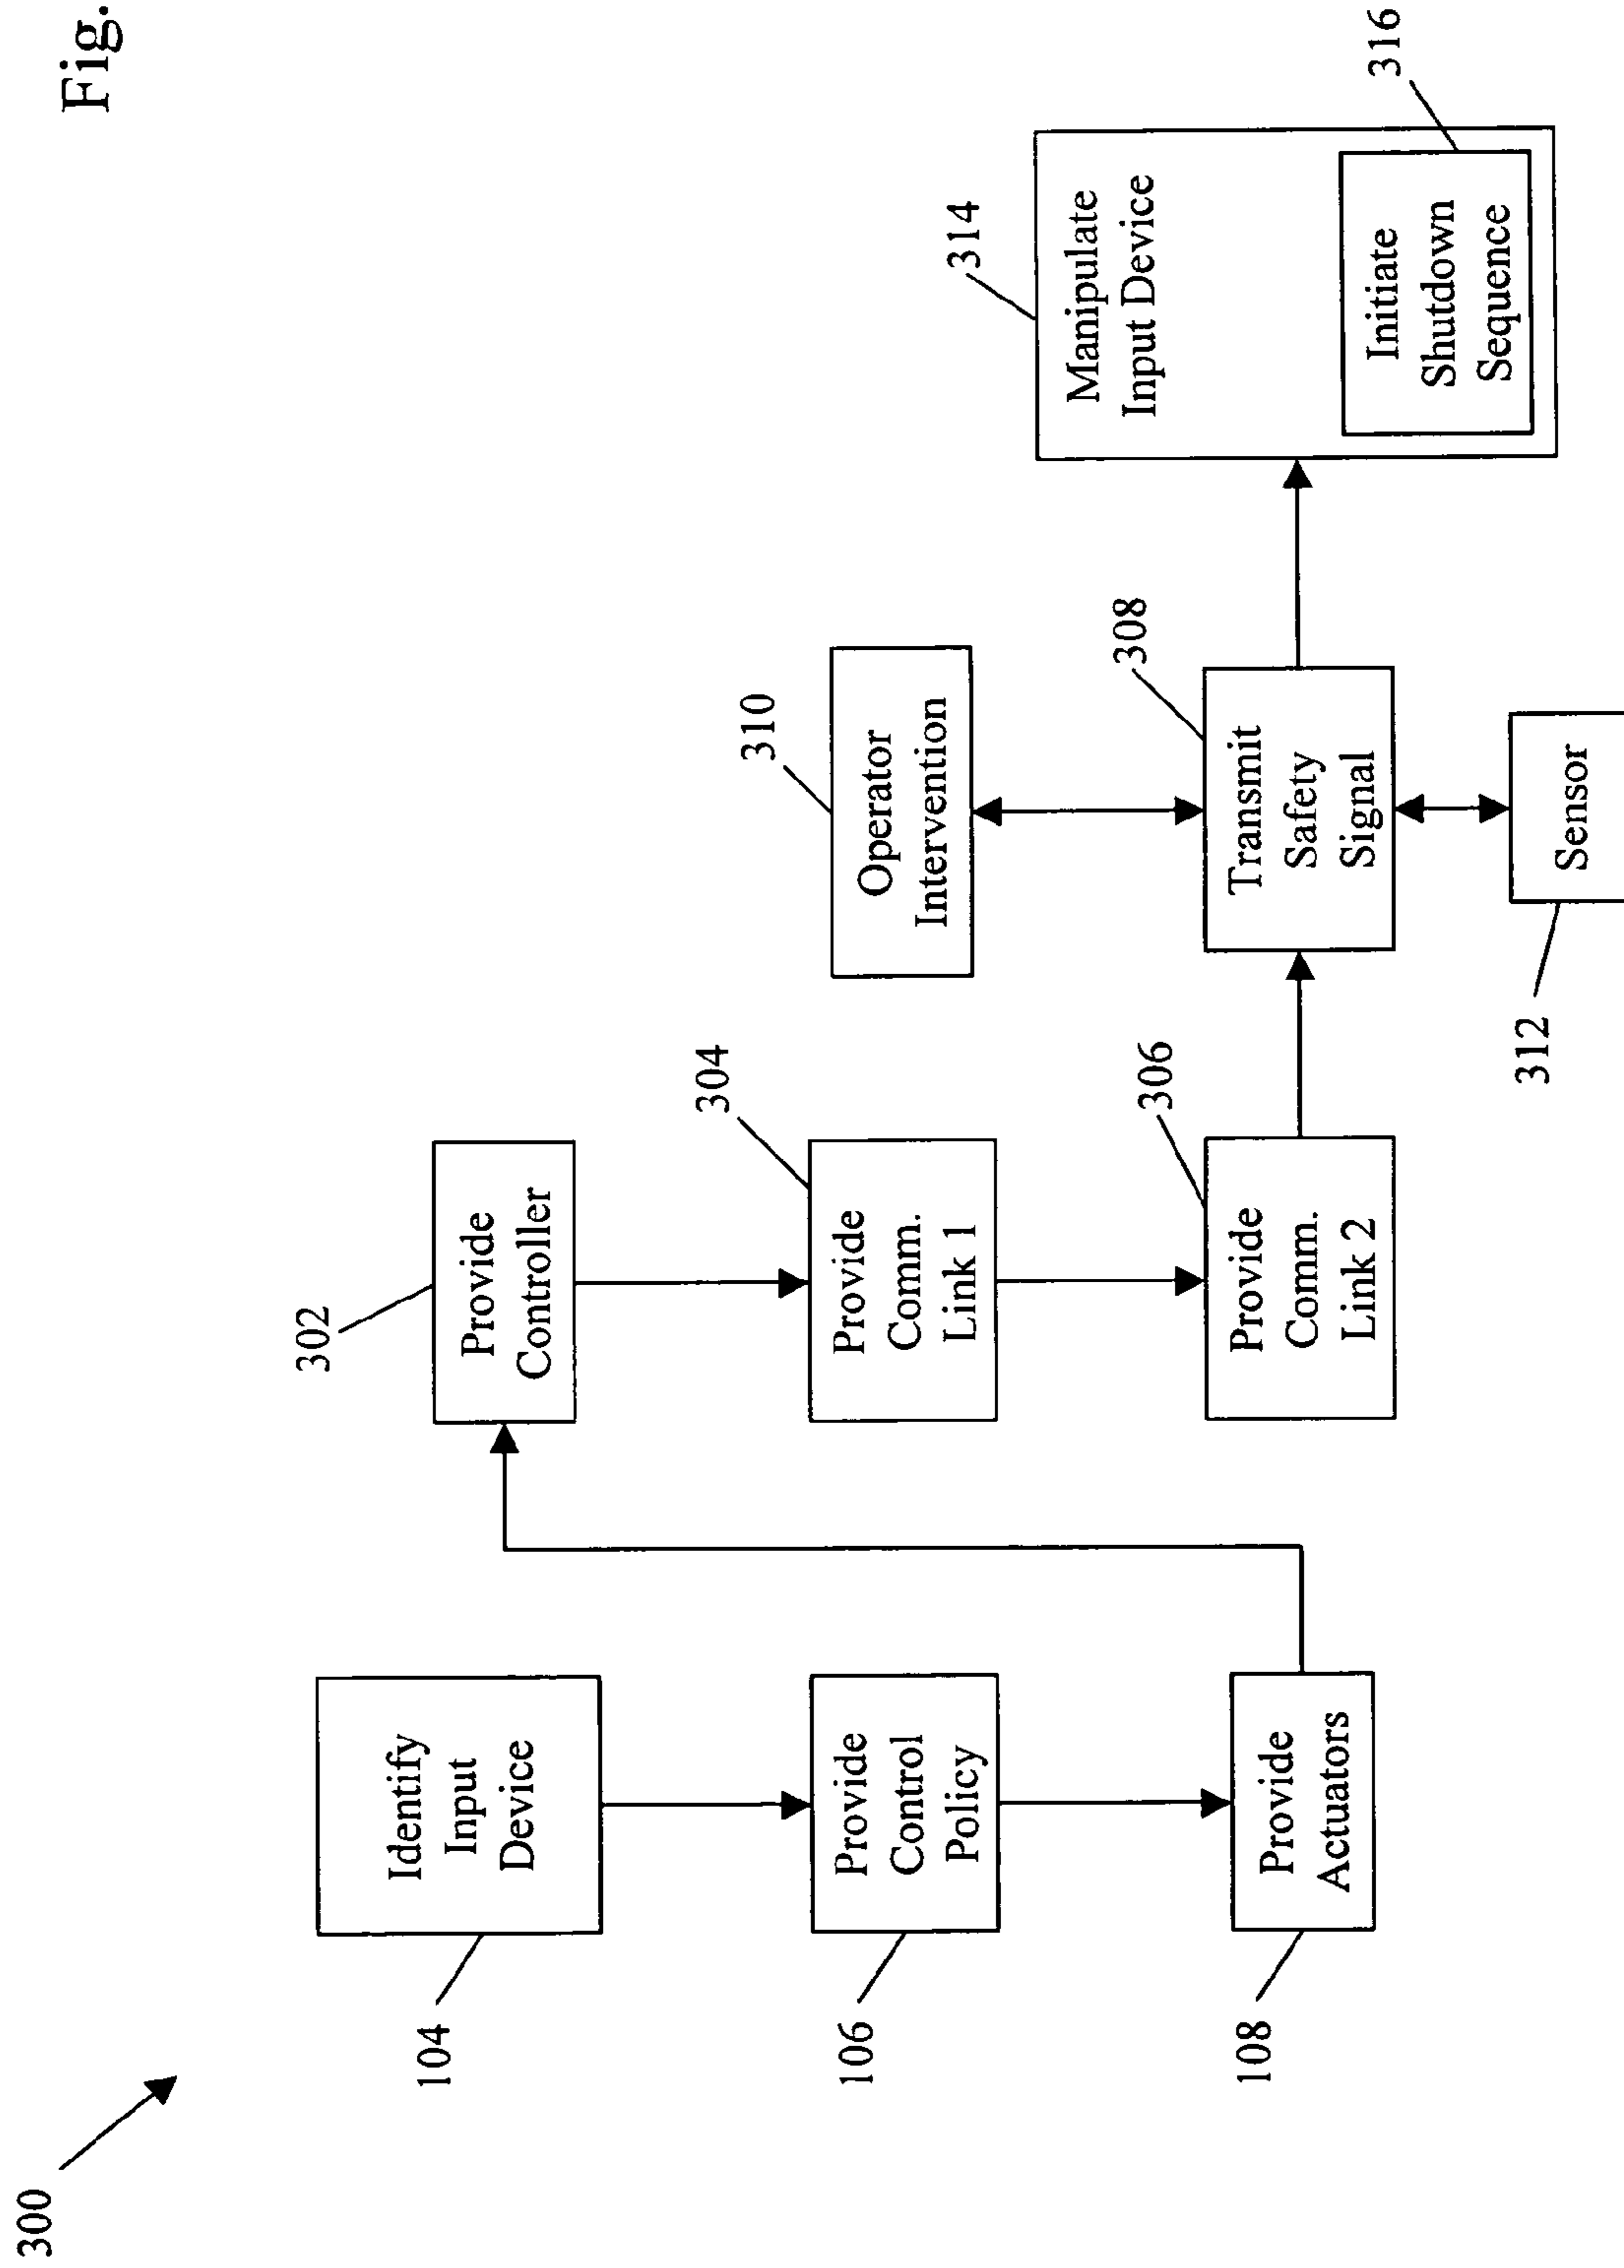 Fig.
300
104
Identify
Input
Device
106
Provide
Control
Policy
108
Provide
Actuators
302
Provide
Controller
304
Provide
Comm.
Link 1
306
Provide
Comm.
Link 2
310
Operator
Intervention
308
Transmit
Safety
Signal
312
Sensor
314
Manipulate
Input Device
316
Initiate
Shutdown
Sequence